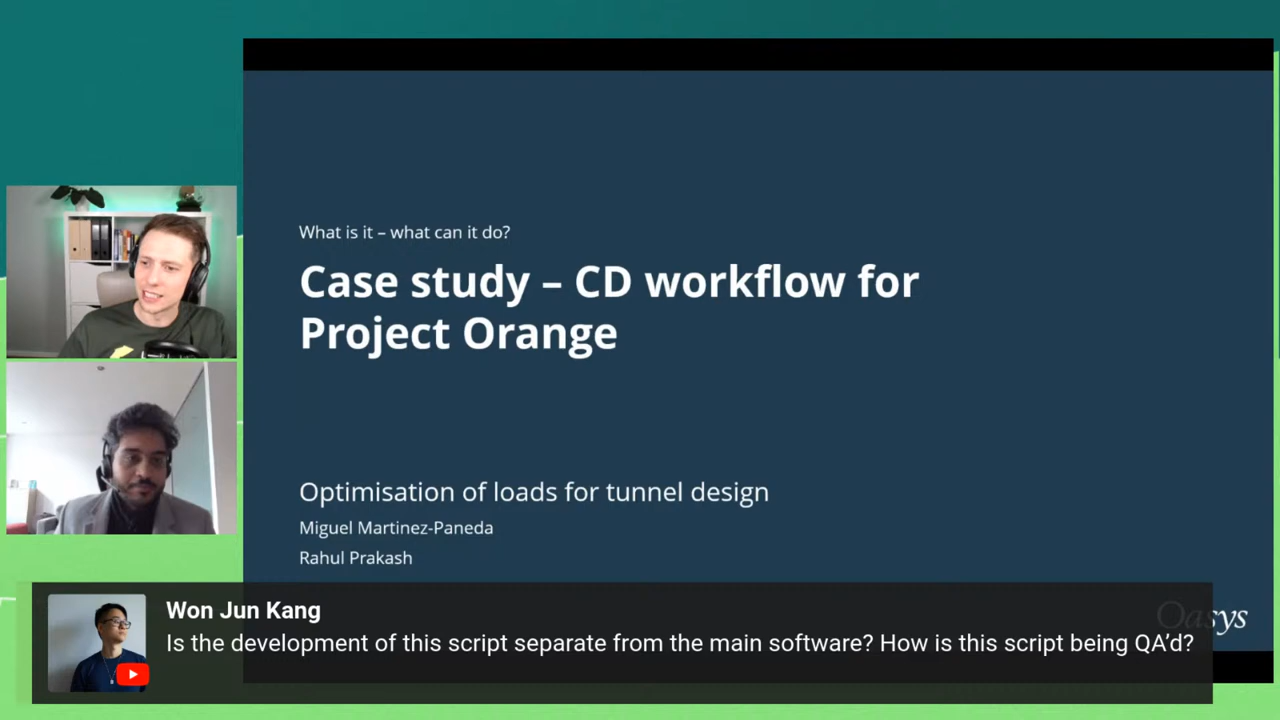 What is it – what can it do?
Case study – CD workflow for
Project Orange
Optimisation of loads for tunnel design
Miguel Martinez-Paneda
Rahul Prakash
Oasys
Won Jun Kang
Is the development of this script separate from the main software? How is this script being QA’d?